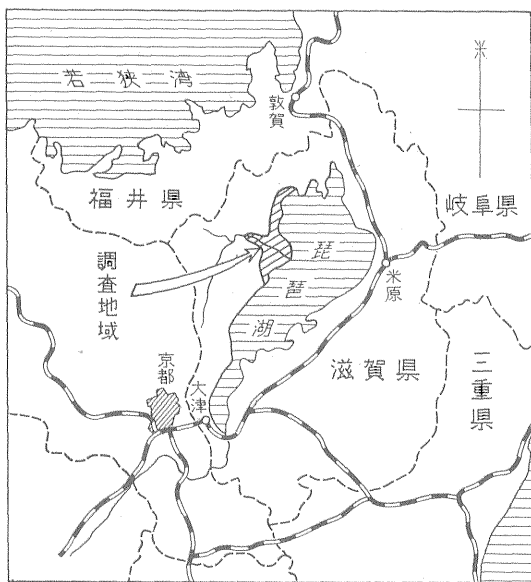 若狭湾
敦賀
福井県
岐阜県
調査地域
琵琶湖
米原
京都
大津
滋賀県
三重県